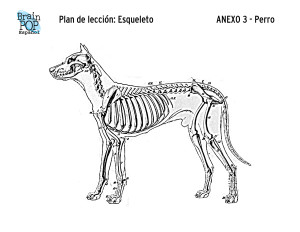 Brain
POP
Español
Plan de lección: Esqueleto
ANEXO 3 - Perro